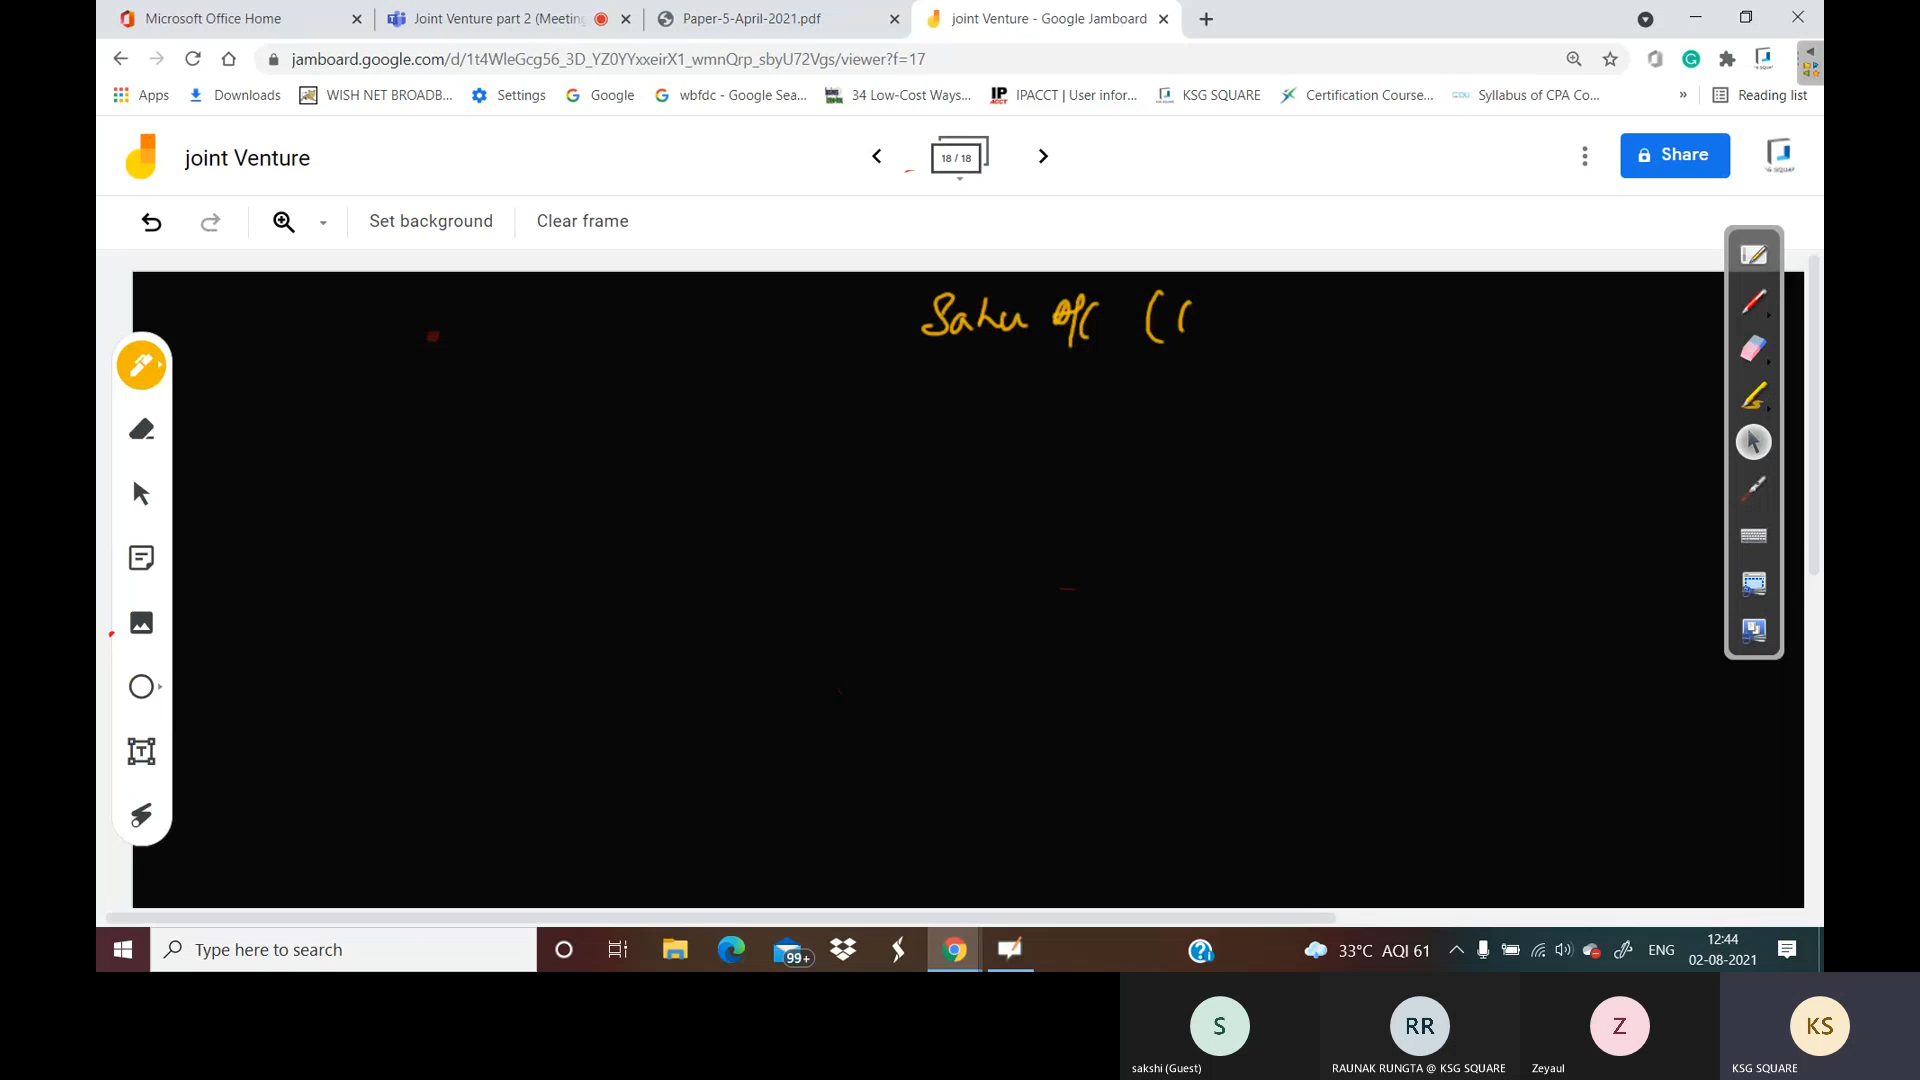 Microsoft Office Home
Joint Venture part 2 (Meetin
Paper-5-April-2021.pdf
joint Venture - Google Jamboard
jamboard.google.com/d/1t4WleGcg56_3D_YZ0YYxxeirX1_wmnQrp_sbyU72Vgs/viewer?f=17
Apps
Downloads
WISH NET BROADB...
Settings
Google
wbfdc - Google Sea...
34 Low-Cost Ways...
IPACCT | User infor...
KSG SQUARE
Certification Course...
Syllabus of CPA Co...
»
Reading list
joint Venture
18 / 18
Share
Set background
Clear frame
Sahu A/C ( (
Type here to search
99+
33°C AQI 61
ENG
12:44
02-08-2021
S
RR
Z
KS
sakshi (Guest)
RAUNAK RUNGTA @ KSG SQUARE
Zeyaul
KSG SQUARE